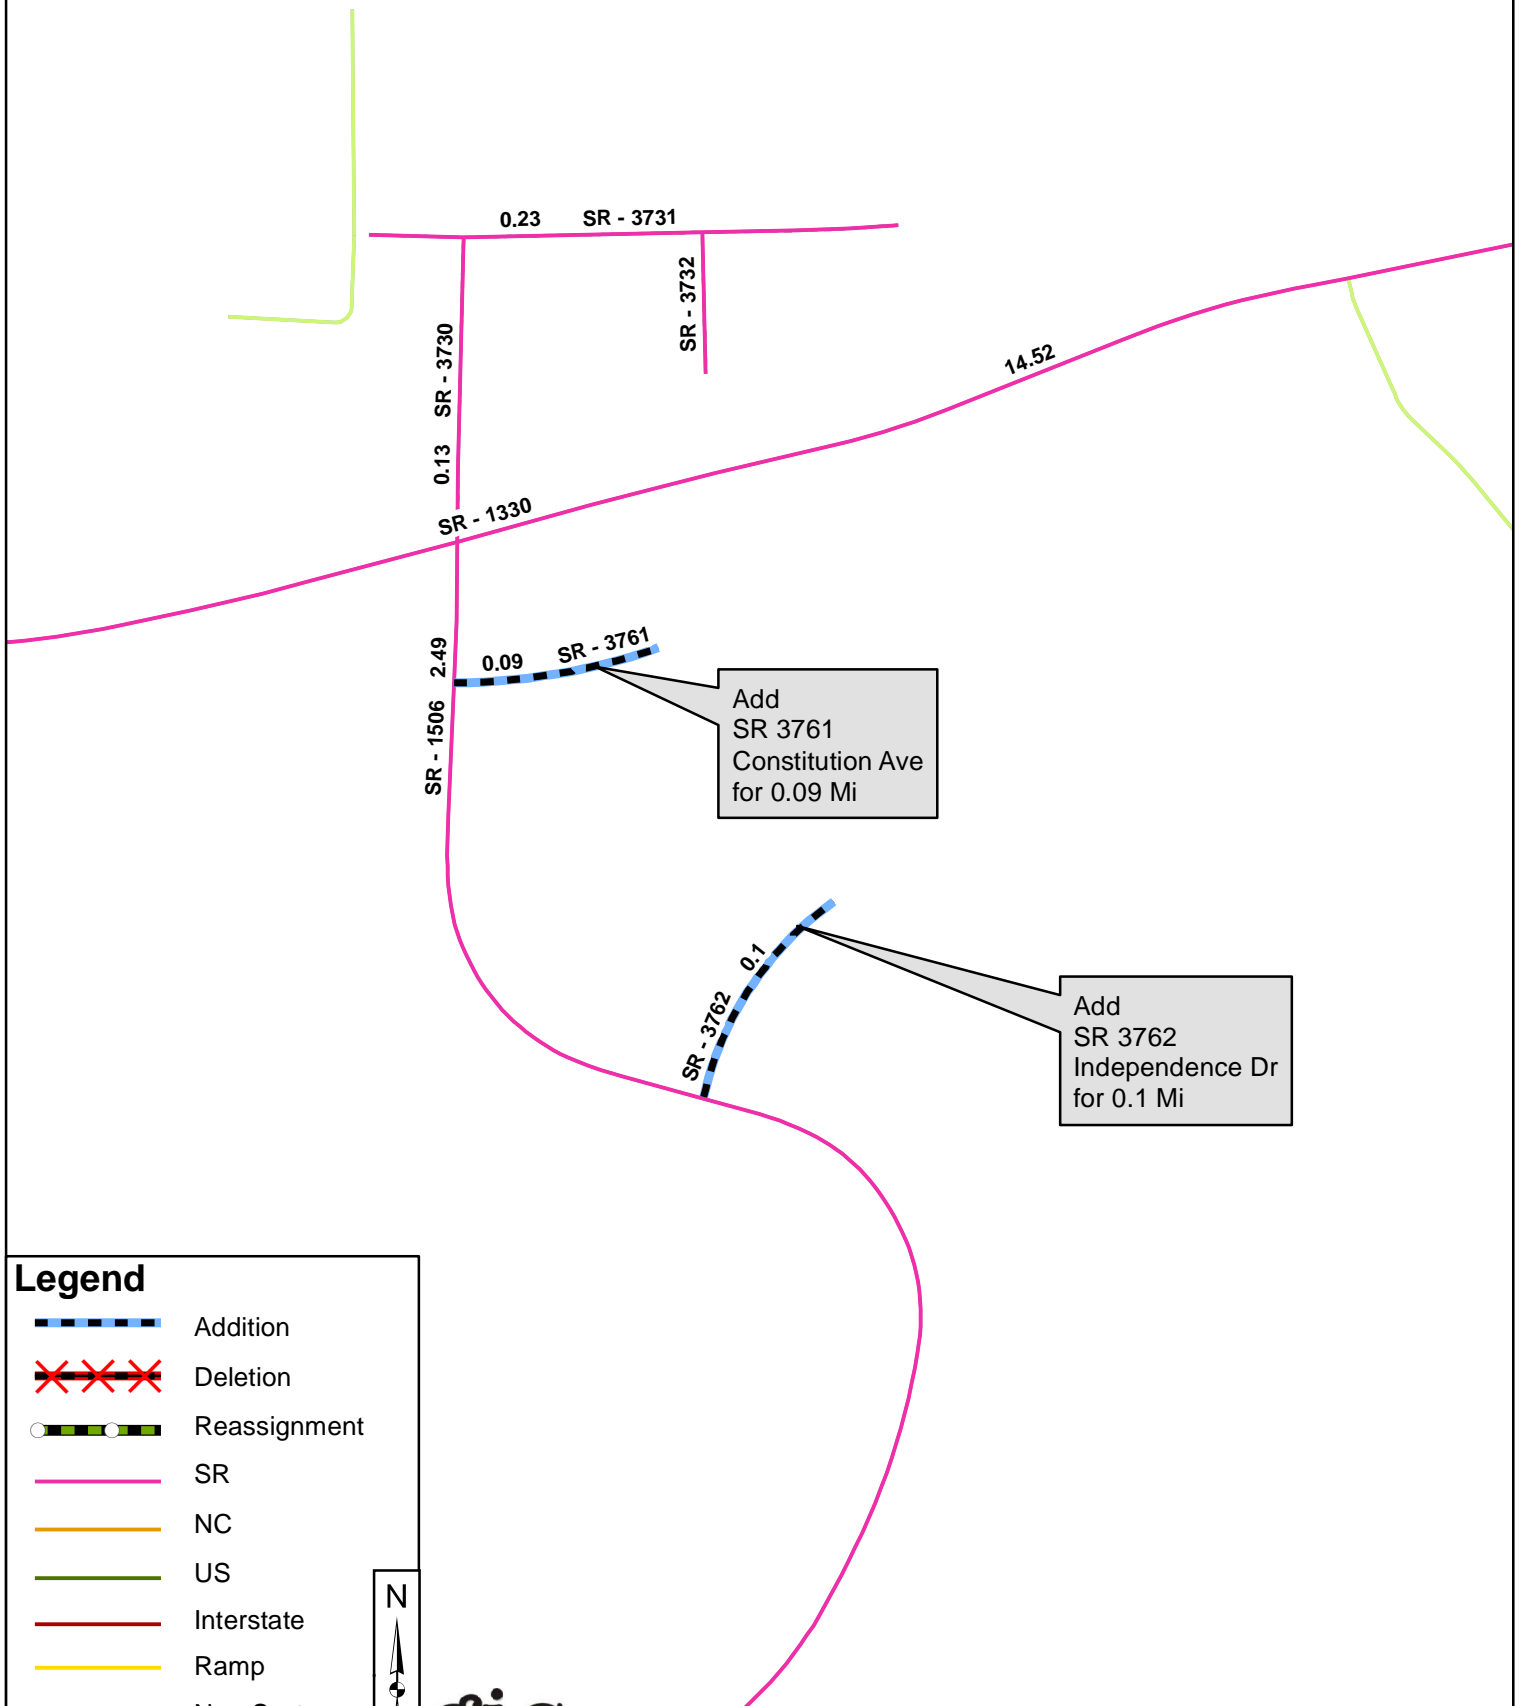 0.23 SR - 3731
SR - 3732
0.13 SR - 3730
14.52
SR - 1330
SR - 1506 2.49
0.09 SR - 3761
Add
SR 3761
Constitution Ave
for 0.09 Mi
SR - 3762 0.1
Add
SR 3762
Independence Dr
for 0.1 Mi
Legend
Addition
Deletion
Reassignment
SR
NC
US
Interstate
Ramp
N